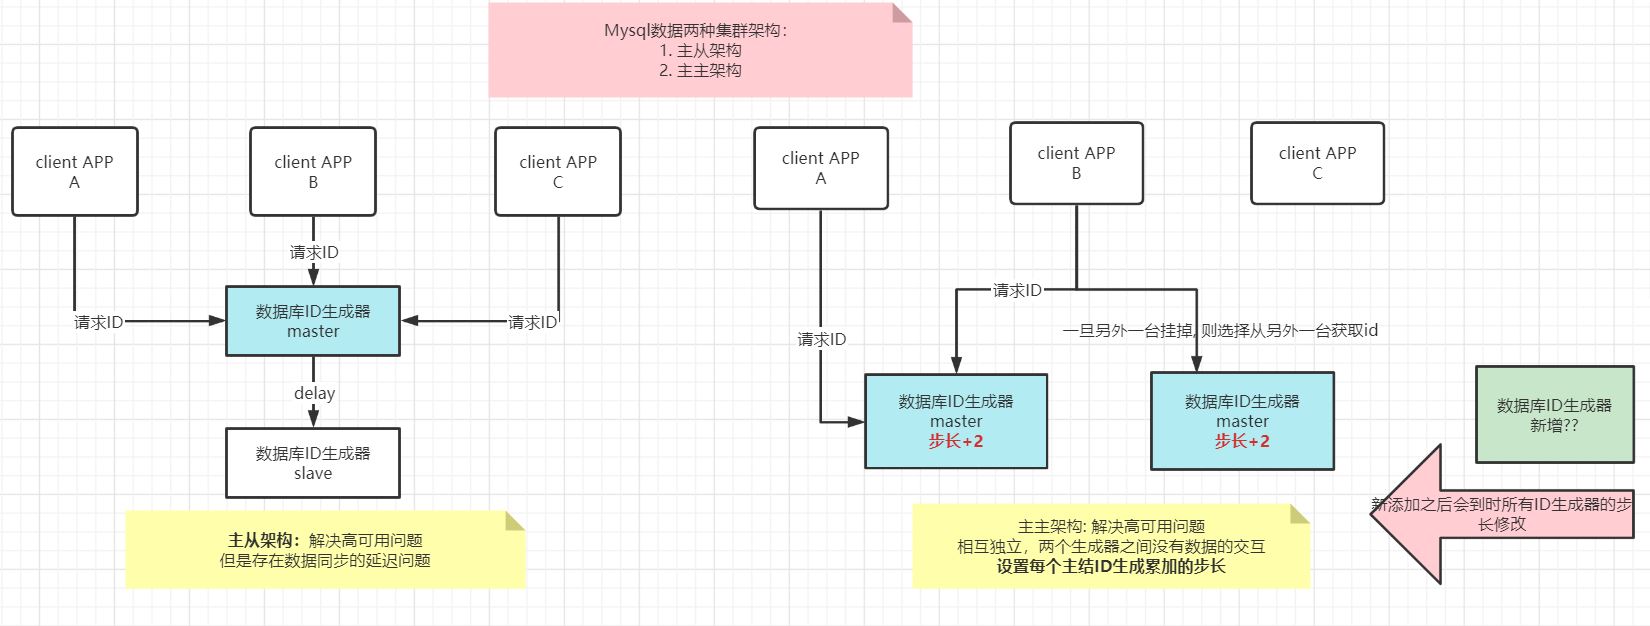 Mysql数据两种集群架构：
1. 主从架构
2. 主主架构
client APP
A
client APP
B
client APP
C
请求ID
请求ID
请求ID
数据库ID生成器
master
delay
数据库ID生成器
slave
主从架构：解决高可用问题
但是存在数据同步的延迟问题
client APP
A
client APP
B
client APP
C
请求ID
请求ID
一旦另外一台挂掉, 则选择从另外一台获取id
数据库ID生成器
master
步长+2
数据库ID生成器
master
步长+2
数据库ID生成器
新增??
新添加之后会到时所有ID生成器的步
长修改
主主架构: 解决高可用问题
相互独立，两个生成器之间没有数据的交互
设置每个主结ID生成累加的步长